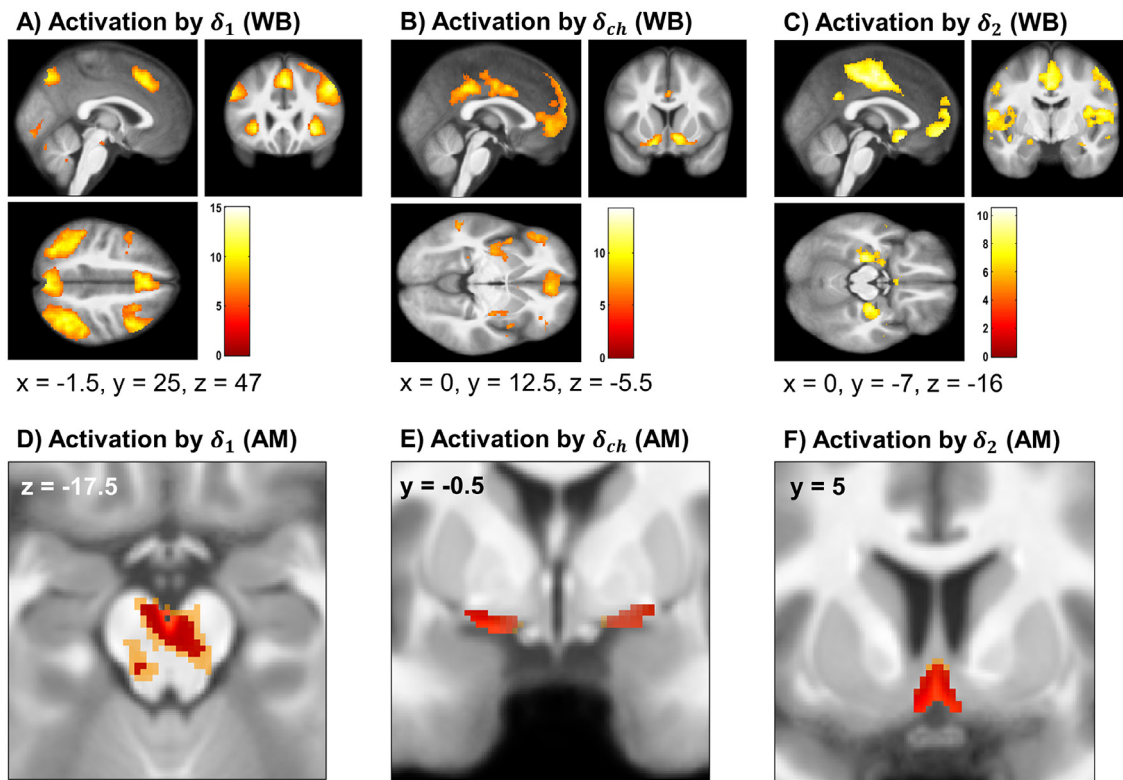 A) Activation by δ₁ (WB)
B) Activation by δ_ch (WB)
C) Activation by δ₂ (WB)
15
10
5
0
10
5
0
10
8
6
4
2
0
x = -1.5, y = 25, z = 47
x = 0, y = 12.5, z = -5.5
x = 0, y = -7, z = -16
D) Activation by δ₁ (AM)
E) Activation by δ_ch (AM)
F) Activation by δ₂ (AM)
z = -17.5
y = -0.5
y = 5